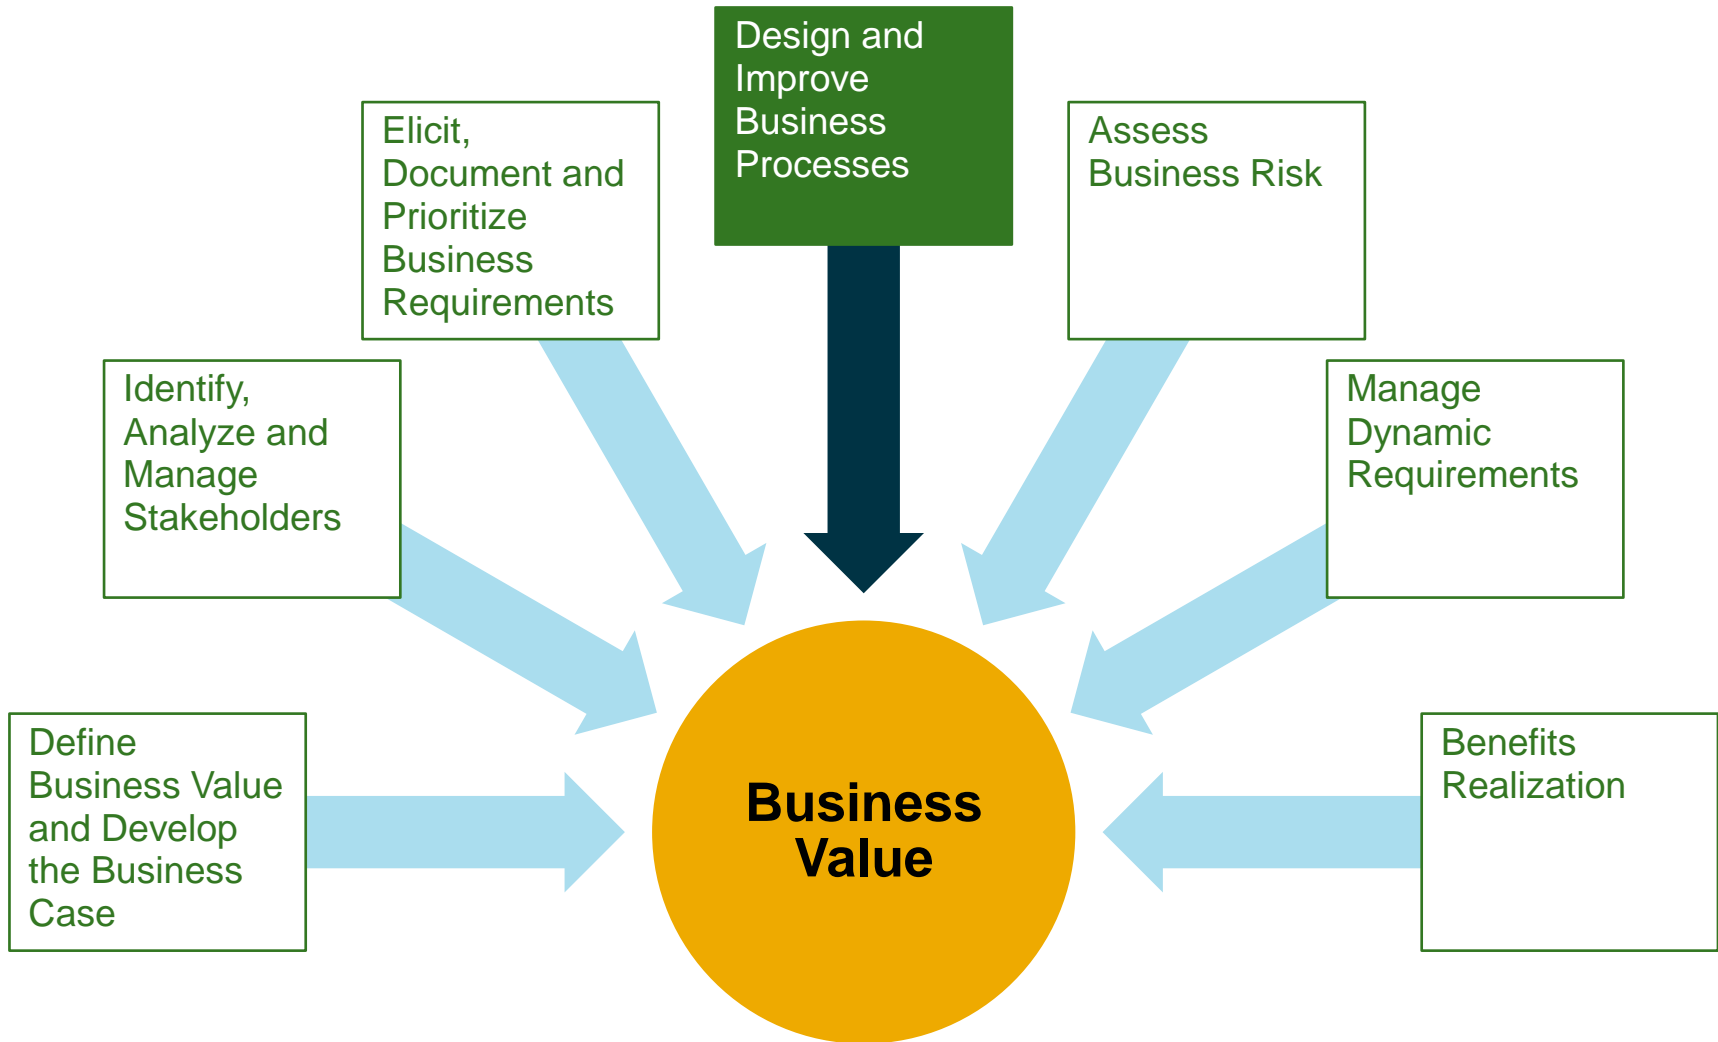 Design and
Improve
Business
Processes
Elicit,
Document and
Prioritize
Business
Requirements
Assess
Business Risk
Identify,
Analyze and
Manage
Stakeholders
Manage
Dynamic
Requirements
Define
Business Value
and Develop
the Business
Case
Business
Value
Benefits
Realization